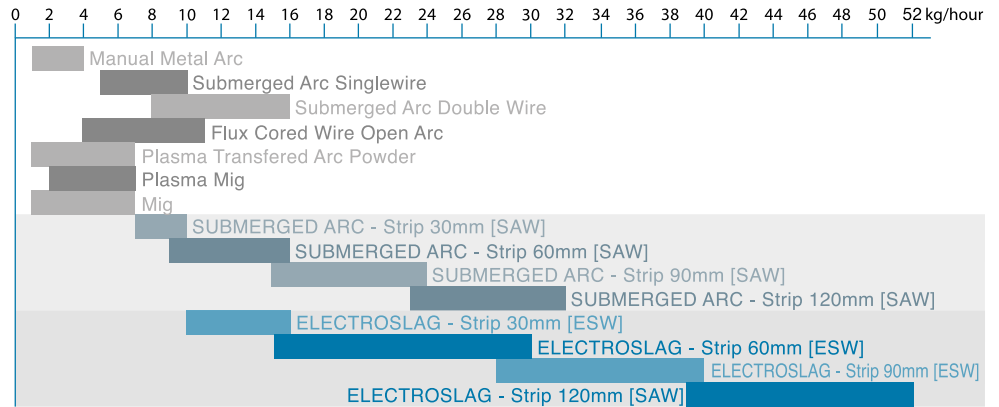 0 2 4 6 8 10 12 14 16 18 20 22 24 26 28 30 32 34 36 38 40 42 44 46 48 50 52 kg/hour
Manual Metal Arc
Submerged Arc Singlewire
Submerged Arc Double Wire
Flux Cored Wire Open Arc
Plasma Transfered Arc Powder
Plasma Mig
Mig
SUBMERGED ARC - Strip 30mm [SAW]
SUBMERGED ARC - Strip 60mm [SAW]
SUBMERGED ARC - Strip 90mm [SAW]
SUBMERGED ARC - Strip 120mm [SAW]
ELECTROSLAG - Strip 30mm [ESW]
ELECTROSLAG - Strip 60mm [ESW]
ELECTROSLAG - Strip 90mm [ESW]
ELECTROSLAG - Strip 120mm [SAW]